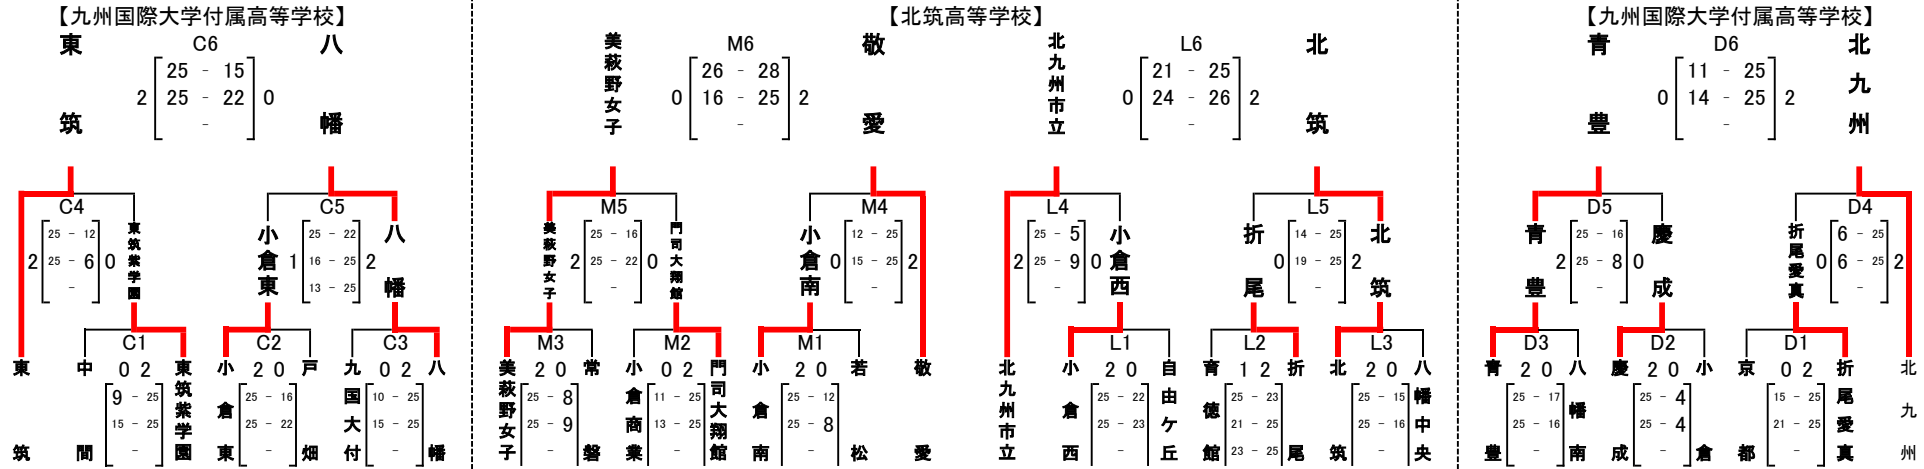 【九州国際大学付属高等学校】 【北筑高等学校】 【九州国際大学付属高等学校】
東筑 C6 八幡
25 - 15
2 25 - 22 0
-
美萩野女子 M6 敬愛
26 - 28
0 16 - 25 2
-
北九州市立 L6 北筑
21 - 25
0 24 - 26 2
-
青豊 D6 北九州
11 - 25
0 14 - 25 2
-
C4 東筑紫学園
25 - 12
2 25 - 6 0
-
小倉東 C5 八幡
25 - 22
1 16 - 25 2
13 - 25
美萩野女子 M5 門司大翔館
25 - 16
2 25 - 22 0
-
小倉南 M4
12 - 25
0 15 - 25 2
-
L4 小倉西
25 - 5
2 25 - 9 0
-
折尾 L5 北筑
14 - 25
0 19 - 25 2
-
青豊 D5 慶成
25 - 16
2 25 - 8 0
-
折尾愛真 D4
6 - 25
0 6 - 25 2
-
東筑
中間 C1 東筑紫学園
0 2
9 - 25
15 - 25
-
小倉東 C2 戸畑
2 0
25 - 16
25 - 22
-
九国大付 C3 八幡
0 2
10 - 25
15 - 25
-
美萩野女子 M3 常磐
2 0
25 - 8
25 - 9
-
小倉商業 M2 門司大翔館
0 2
11 - 25
13 - 25
-
小倉南 M1 若松
2 0
25 - 12
25 - 8
-
敬愛
北九州市立
小倉西 L1 自由ケ丘
2 0
25 - 22
25 - 23
-
青徳館 L2 折尾
1 2
25 - 23
21 - 25
23 - 25
北筑 L3 八幡中央
2 0
25 - 15
25 - 16
-
青豊 D3 八幡南
2 0
25 - 17
25 - 16
-
慶成 D2 小倉
2 0
25 - 4
25 - 4
-
京都 D1 折尾愛真
0 2
15 - 25
21 - 25
-
北九州